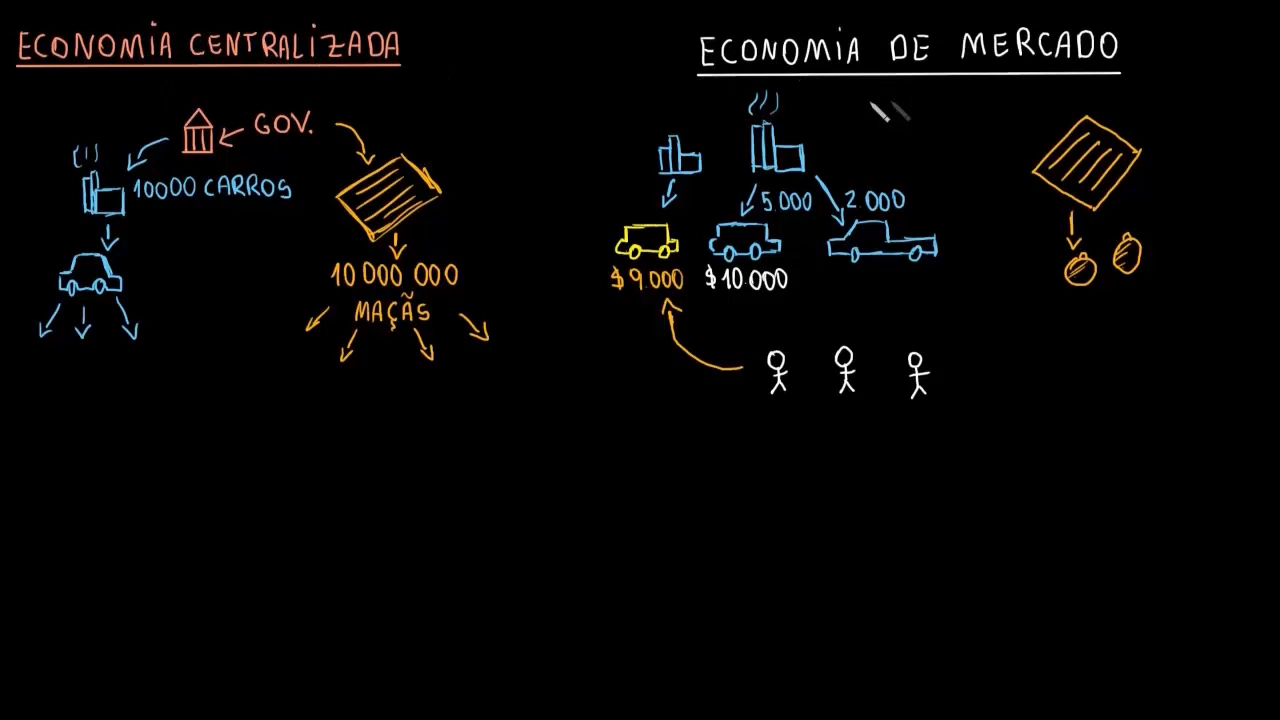 ECONOMIA CENTRALIZADA
GOV.
10000 CARROS
10 000 000
MAÇÃS
ECONOMIA DE MERCADO
5.000
2.000
$ 9.000
$ 10.000